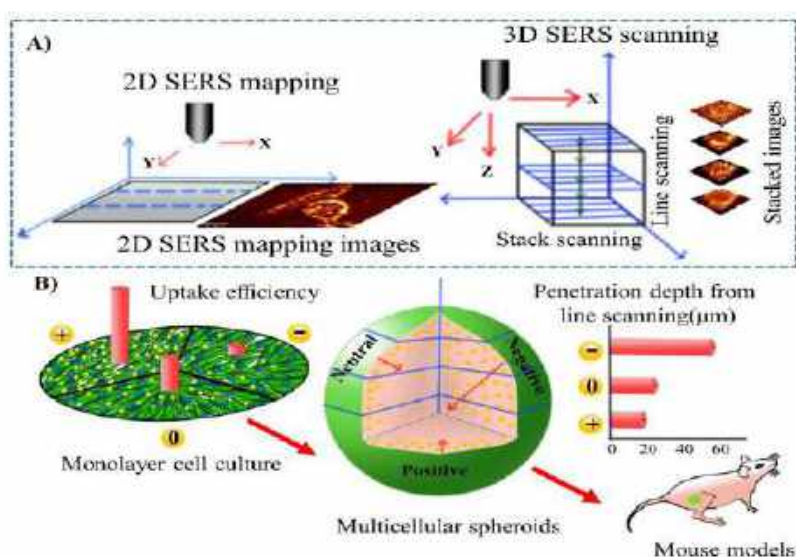 A)
2D SERS mapping
X
Y
2D SERS mapping images
3D SERS scanning
X
Y
Z
Line scanning
Stacked images
Stack scanning
B)
Uptake efficiency
+
-
0
Monolayer cell culture
Neutral
Negative
Positive
Multicellular spheroids
Penetration depth from
line scanning(μm)
-
0
+
0 20 40 60
Mouse models